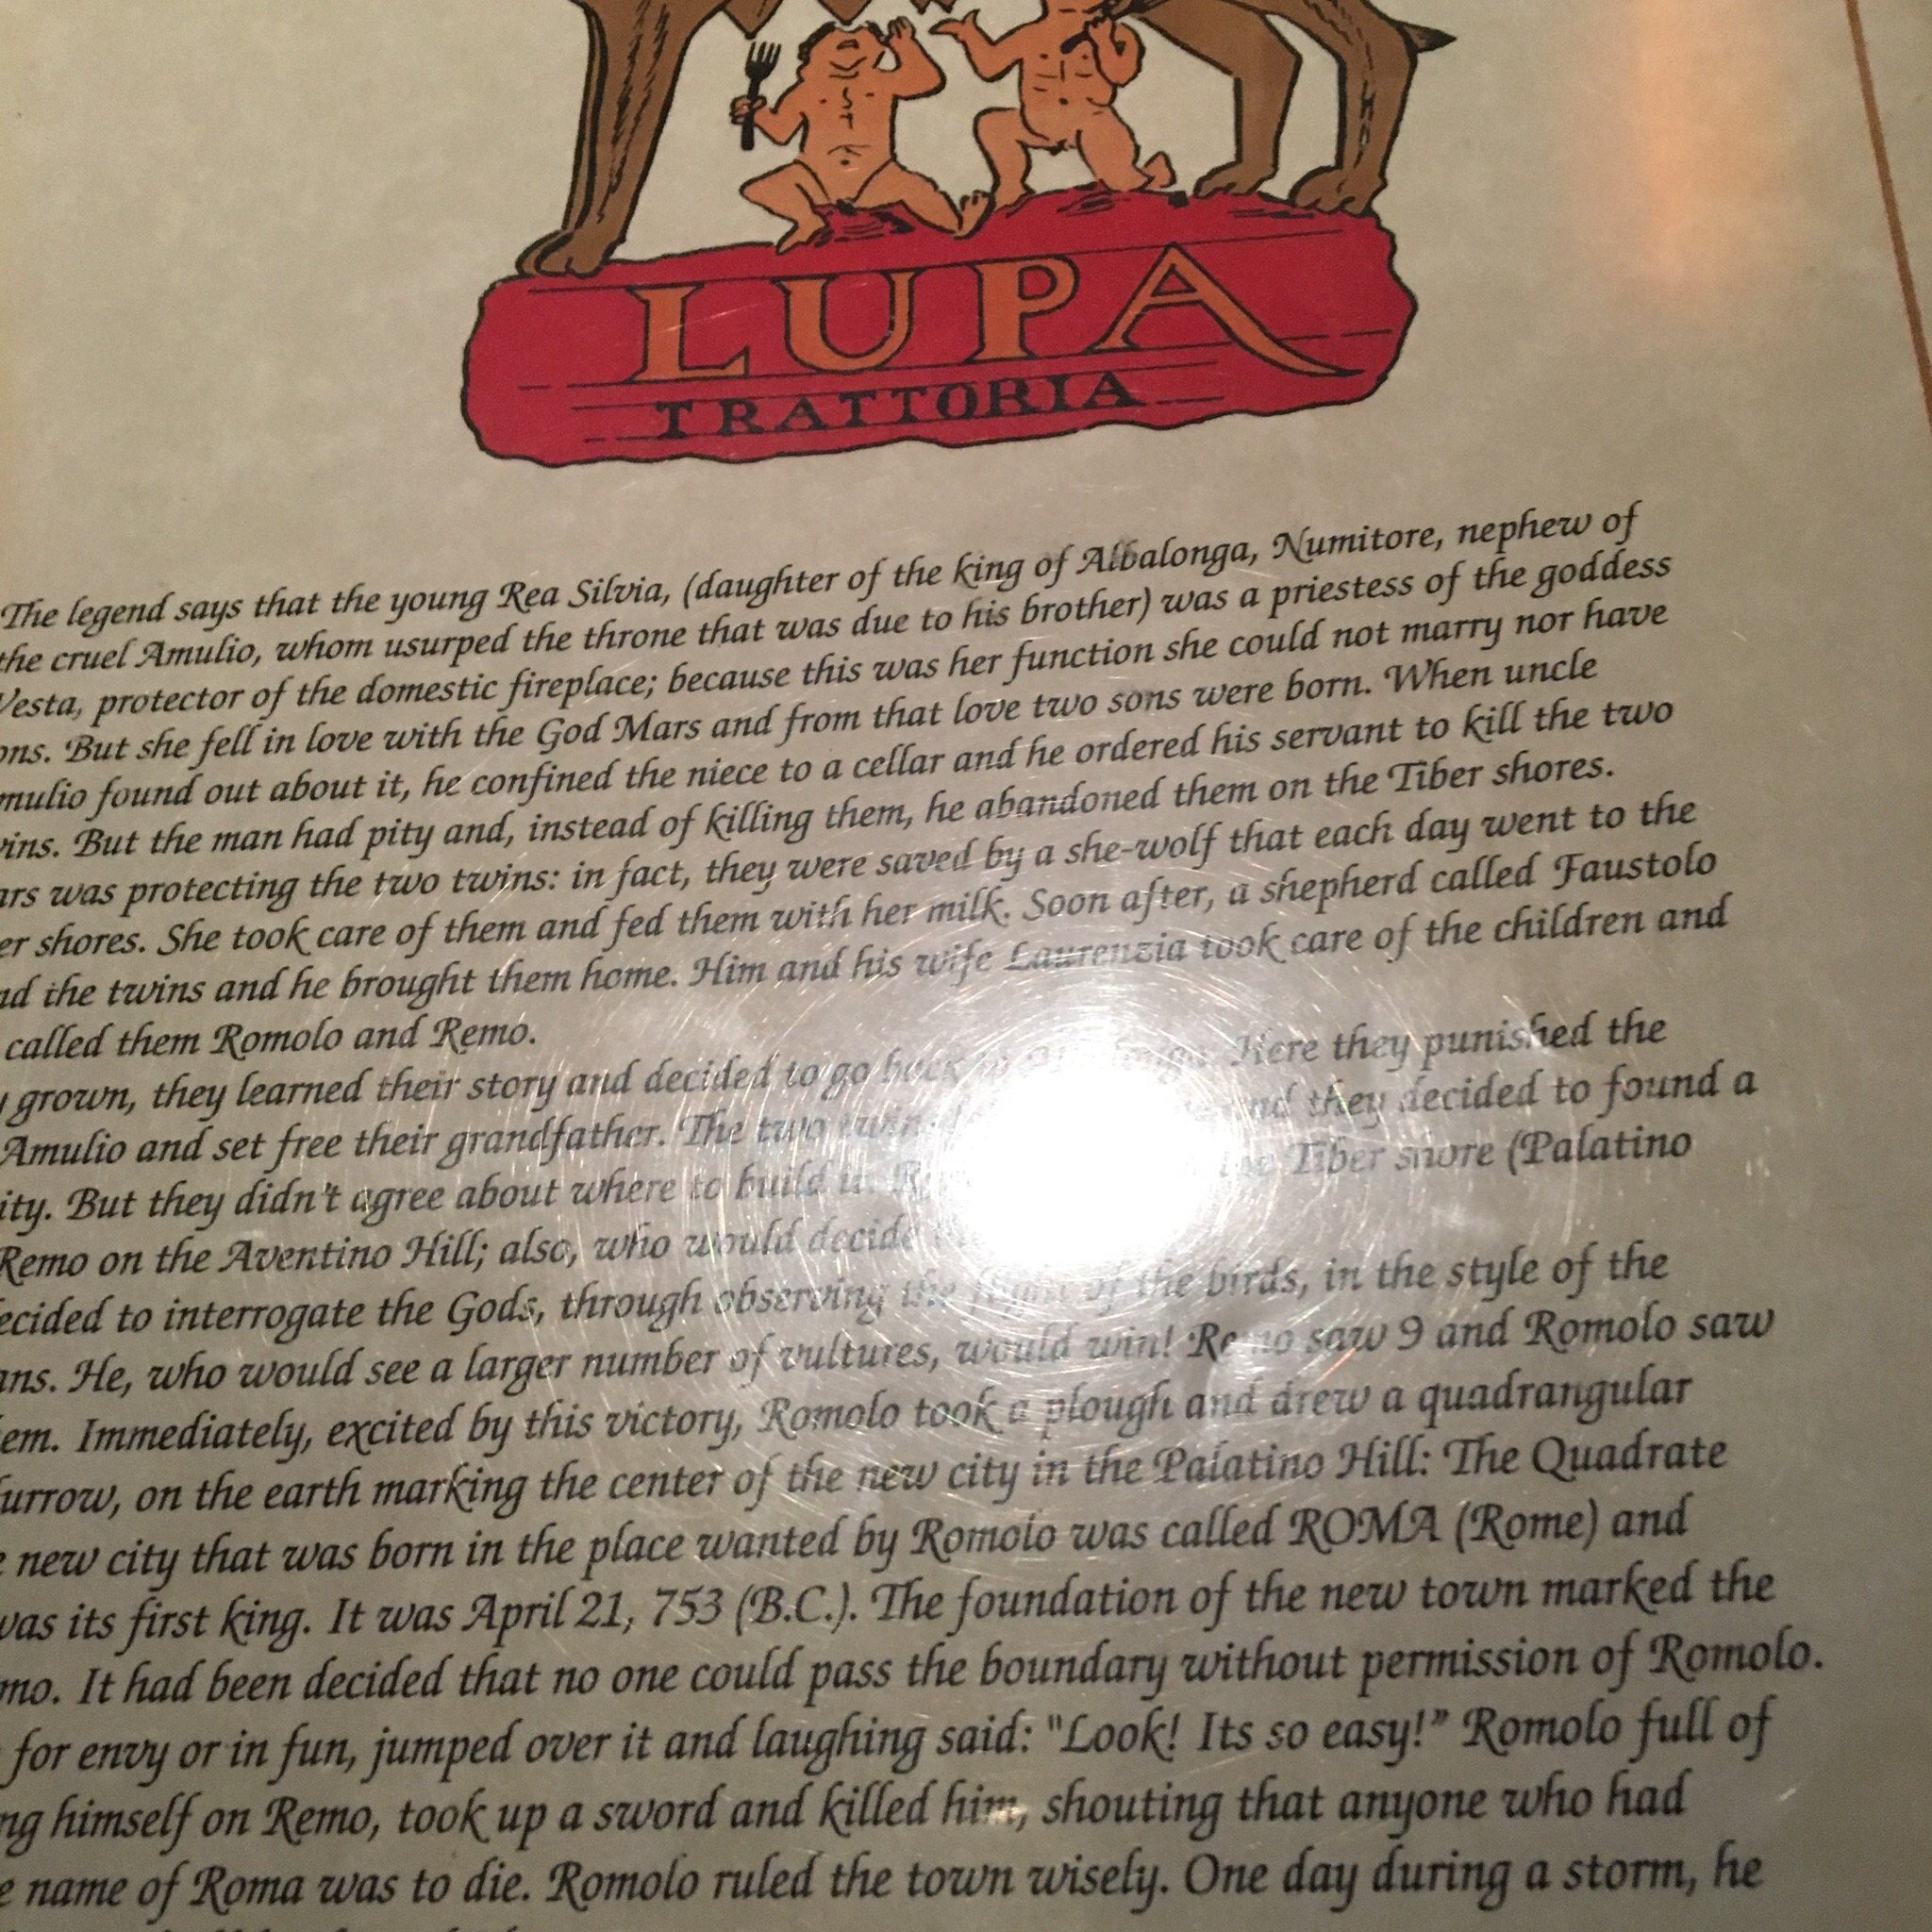 LUPA
TRATTORIA
The legend says that the young Rea Silvia, (daughter of the king of Albalonga, Numitore, nephew of
the cruel Amulio, whom usurped the throne that was due to his brother) was a priestess of the goddess
Vesta, protector of the domestic fireplace; because this was her function she could not marry nor have
ons. But she fell in love with the God Mars and from that love two sons were born. When uncle
mulio found out about it, he confined the niece to a cellar and he ordered his servant to kill the two
ins. But the man had pity and, instead of killing them, he abandoned them on the Tiber shores.
ars was protecting the two twins: in fact, they were saved by a she-wolf that each day went to the
er shores. She took care of them and fed them with her milk. Soon after, a shepherd called Faustolo
nd the twins and he brought them home. Him and his wife Laurenzia took care of the children and
called them Romolo and Remo.
y grown, they learned their story and decided to go back Here they punished the
Amulio and set free their grandfather. The two and they decided to found a
ity. But they didn't agree about where to build Tiber shore (Palatino
Remo on the Aventino Hill; also, who would decide
ecided to interrogate the Gods, through observing the flight of the birds, in the style of the
ans. He, who would see a larger number of vultures, would win! Remo saw 9 and Romolo saw
em. Immediately, excited by this victory, Romolo took a plough and drew a quadrangular
urrow, on the earth marking the center of the new city in the Palatino Hill: The Quadrate
e new city that was born in the place wanted by Romolo was called ROMA (Rome) and
was its first king. It was April 21, 753 (B.C.). The foundation of the new town marked the
mo. It had been decided that no one could pass the boundary without permission of Romolo.
for envy or in fun, jumped over it and laughing said: "Look! Its so easy!" Romolo full of
ng himself on Remo, took up a sword and killed him, shouting that anyone who had
e name of Roma was to die. Romolo ruled the town wisely. One day during a storm, he